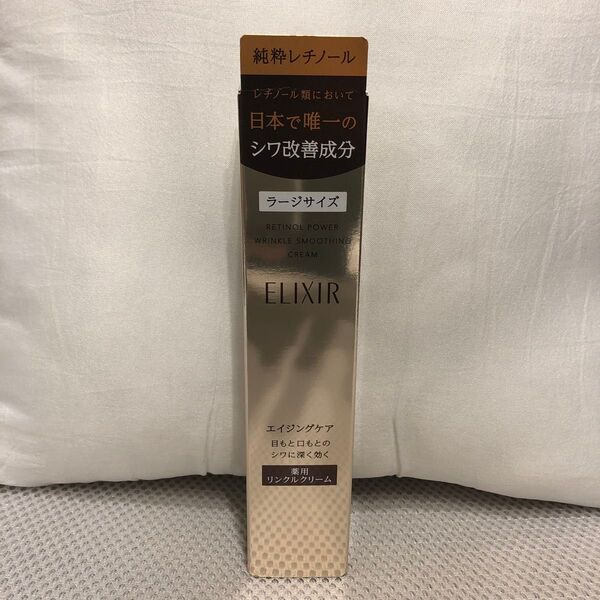 純粋レチノール
レチノール類において
日本で唯一の
シワ改善成分
ラージサイズ
RETINOL POWER
WRINKLE SMOOTHING
CREAM
ELIXIR
エイジングケア
目もと口もとの
シワに深く効く
薬用
リンクルクリーム